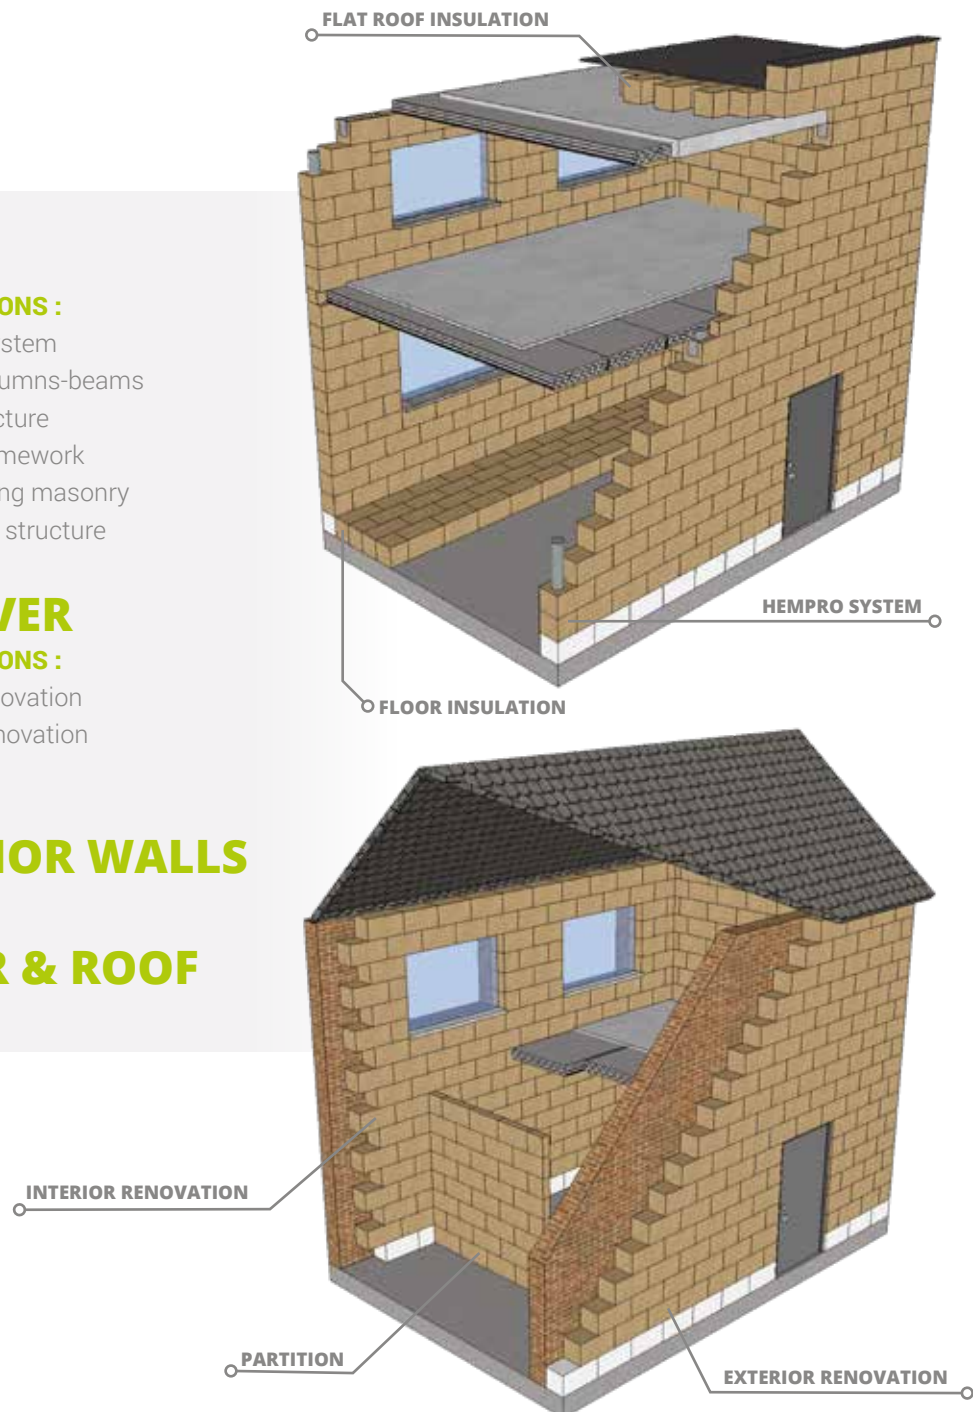 FLAT ROOF INSULATION
ONS :
stem
umns-beams
cture
mework
ng masonry
structure
VER
HEMPRO SYSTEM
ONS :
ovation
FLOOR INSULATION
novation
IOR WALLS
R & ROOF
INTERIOR RENOVATION
PARTITION
EXTERIOR RENOVATION